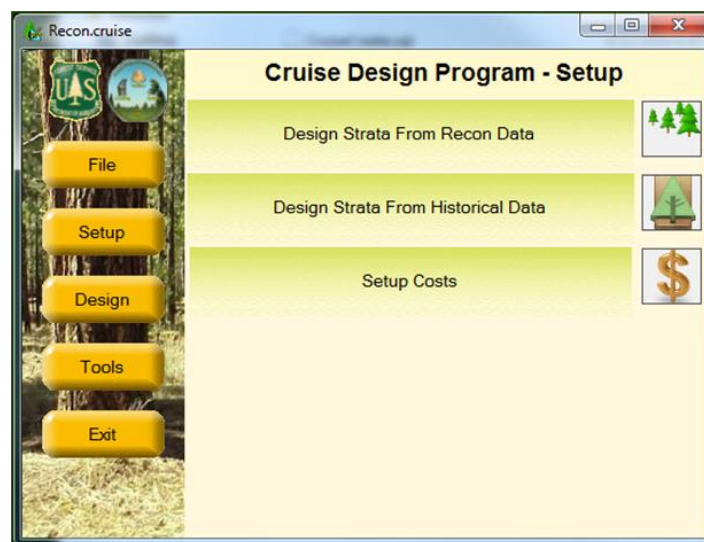 Recon.cruise
Cruise Design Program - Setup
U S
File
Setup
Design
Tools
Exit
Design Strata From Recon Data
Design Strata From Historical Data
Setup Costs
$